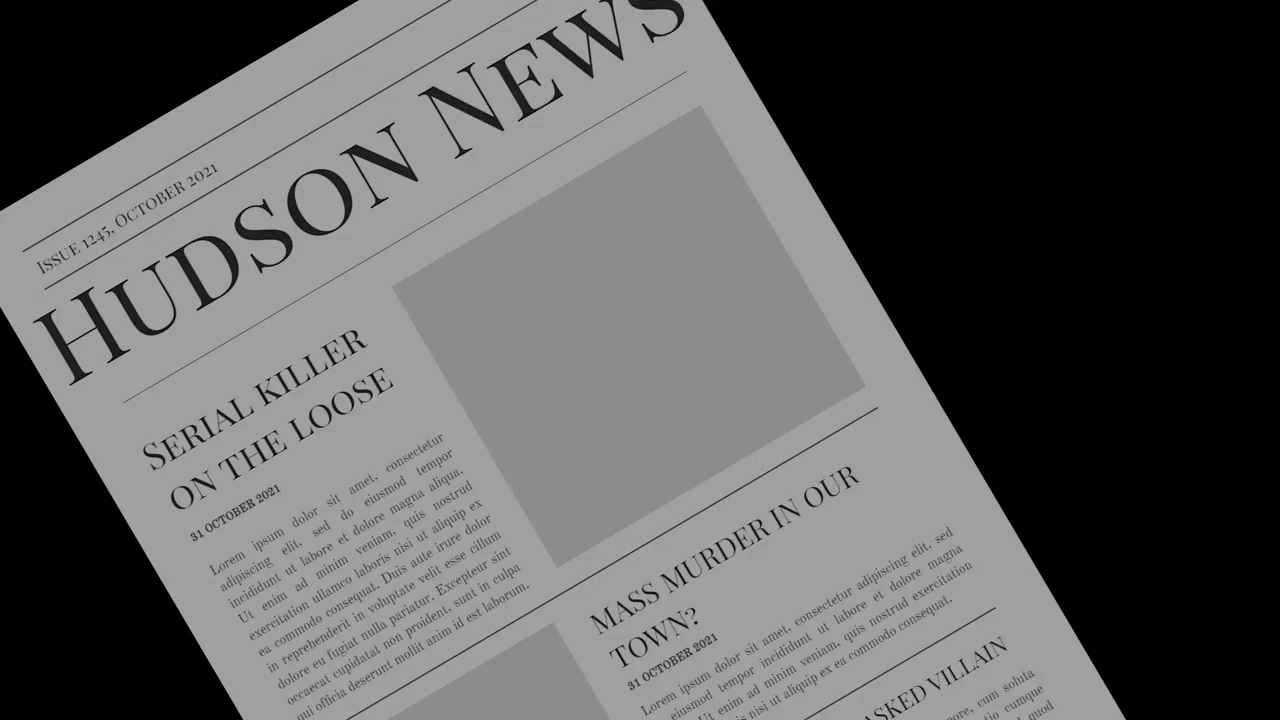 ISSUE 1245, OCTOBER 2021
HUDSON NEWS
SERIAL KILLER
ON THE LOOSE
31 OCTOBER 2021
Lorem ipsum dolor sit amet, consectetur
adipiscing elit, sed do eiusmod tempor
incididunt ut labore et dolore magna aliqua.
Ut enim ad minim veniam, quis nostrud
exercitation ullamco laboris nisi ut aliquip ex
ea commodo consequat. Duis aute irure dolor
in reprehenderit in voluptate velit esse cillum
dolore eu fugiat nulla pariatur. Excepteur sint
occaecat cupidatat non proident, sunt in culpa
qui officia deserunt mollit anim id est laborum.
MASS MURDER IN OUR
TOWN?
31 OCTOBER 2021
Lorem ipsum dolor sit amet, consectetur adipiscing elit, sed
eiusmod tempor incididunt ut labore et dolore magna
Ut enim ad minim veniam, quis nostrud exercitation
nisi ut aliquip ex ea commodo consequat.
ASKED VILLAIN
cum soluta
cumque
quod